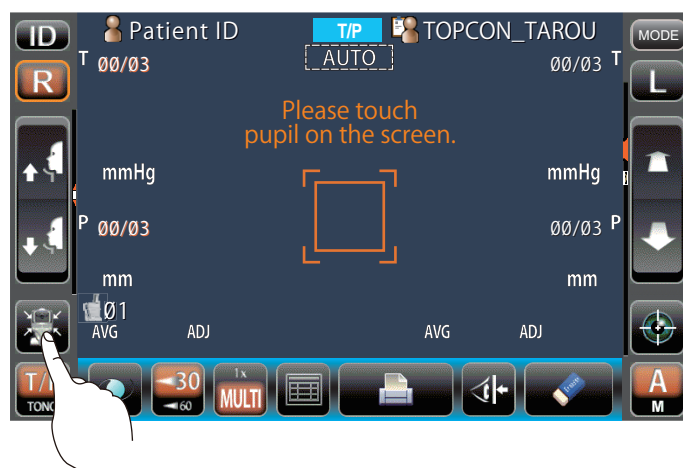 ID
Patient ID
T/P
TOPCON_TAROU
MODE
AUTO
T
00/03
00/03
T
R
L
Please touch
pupil on the screen.
mmHg
mmHg
P
00/03
00/03
P
mm
mm
01
AVG
ADJ
AVG
ADJ
30
60
1x
MULTI
A
M